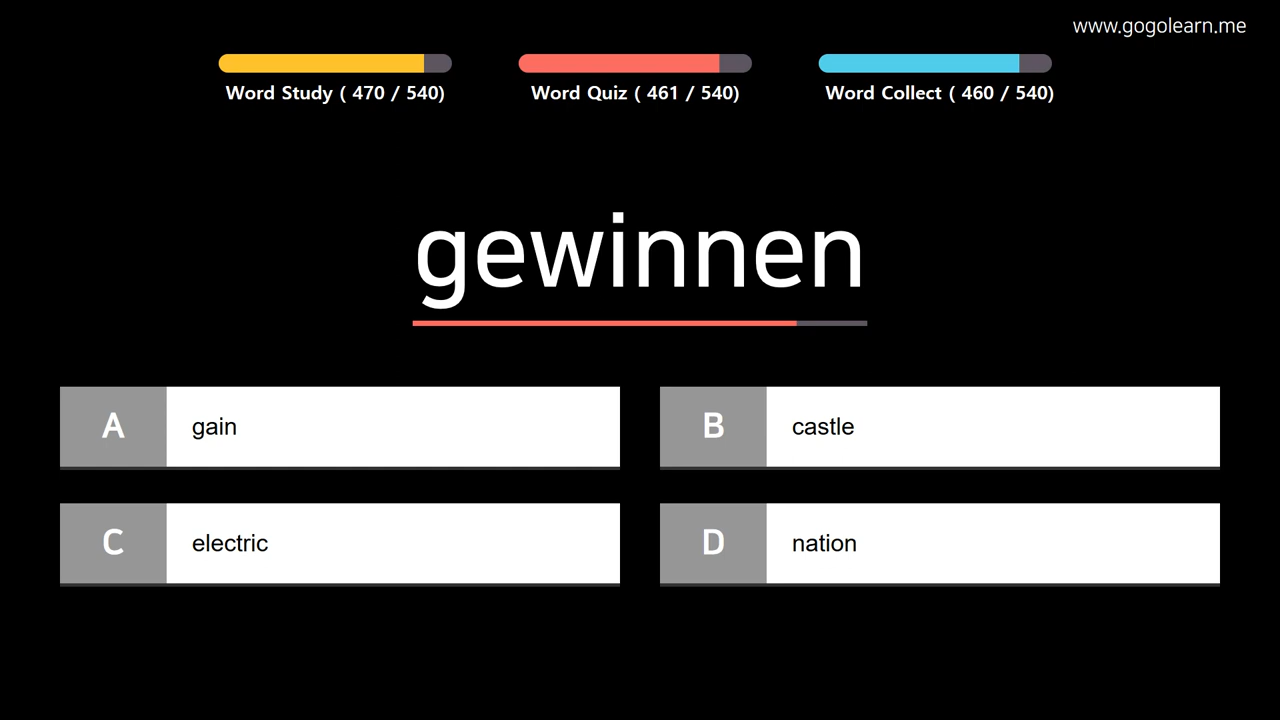 www.gogolearn.me
Word Study ( 470 / 540)
Word Quiz ( 461 / 540)
Word Collect ( 460 / 540)
gewinnen
A gain
B castle
C electric
D nation